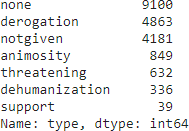 none 9100
derogation 4863
notgiven 4181
animosity 849
threatening 632
dehumanization 336
support 39
Name: type, dtype: int64